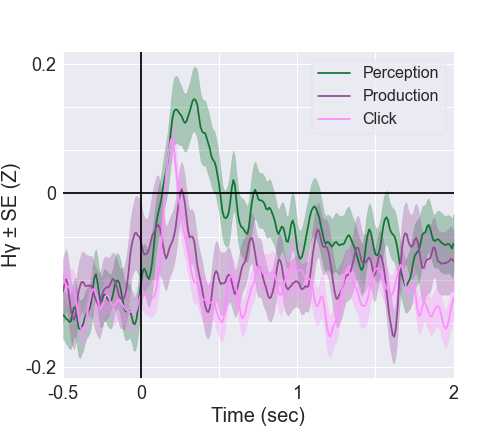 0.2
0
-0.2
Hγ ± SE (Z)
Perception
Production
Click
-0.5 0 1 2
Time (sec)